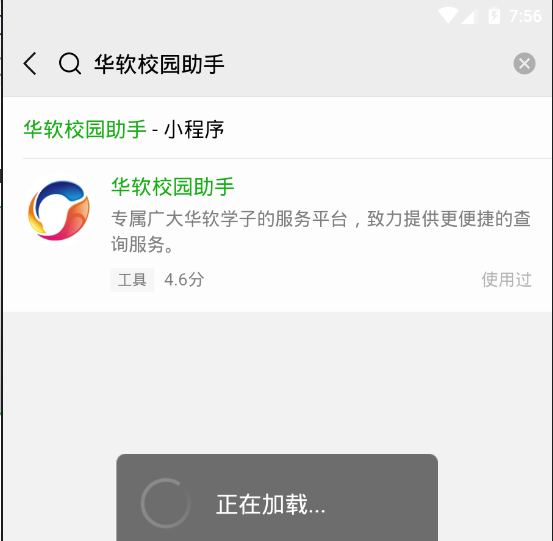 7:56
华软校园助手
华软校园助手 - 小程序
华软校园助手
专属广大华软学子的服务平台，致力提供更便捷的查
询服务。
工具 4.6分 使用过
正在加载...